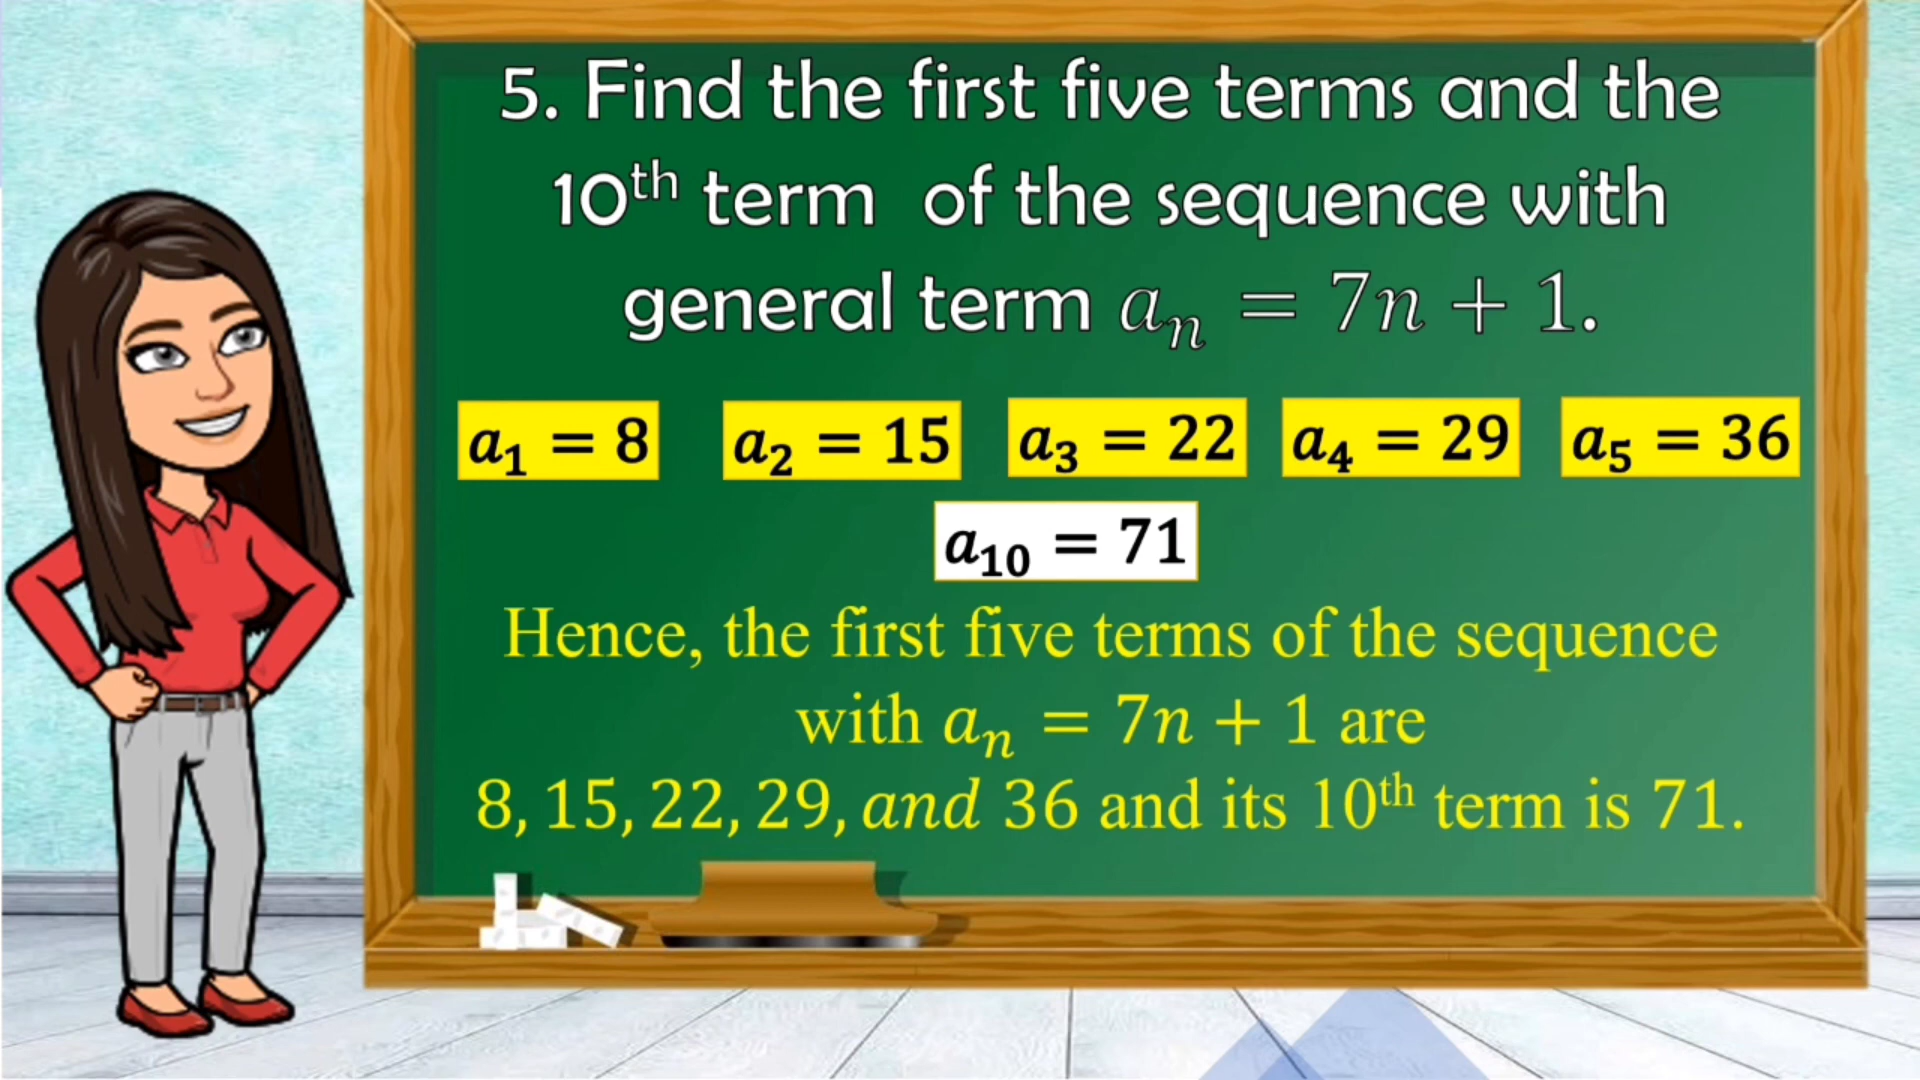 5. Find the first five terms and the
10ᵗʰ term of the sequence with
general term aₙ = 7n + 1.
a₁ = 8 a₂ = 15 a₃ = 22 a₄ = 29 a₅ = 36
a₁₀ = 71
Hence, the first five terms of the sequence
with aₙ = 7n + 1 are
8, 15, 22, 29, and 36 and its 10ᵗʰ term is 71.